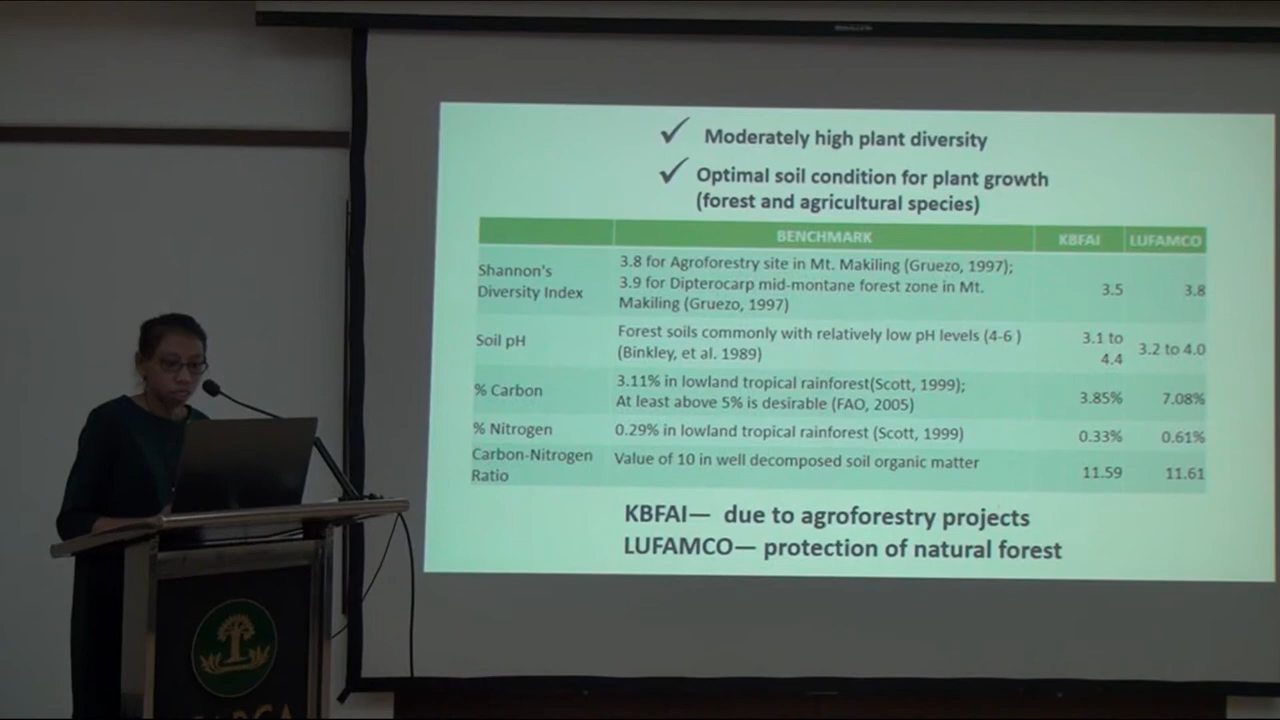 ✓ Moderately high plant diversity
✓ Optimal soil condition for plant growth
(forest and agricultural species)
BENCHMARK KBFAI LUFAMCO
Shannon's Diversity Index
3.8 for Agroforestry site in Mt. Makiling (Gruezo, 1997);
3.9 for Dipterocarp mid-montane forest zone in Mt.
Makiling (Gruezo, 1997)
3.5
3.8
Soil pH
Forest soils commonly with relatively low pH levels (4-6 )
(Binkley, et al. 1989)
3.1 to
4.4
3.2 to 4.0
% Carbon
3.11% in lowland tropical rainforest(Scott, 1999);
At least above 5% is desirable (FAO, 2005)
3.85%
7.08%
% Nitrogen
0.29% in lowland tropical rainforest (Scott, 1999)
0.33%
0.61%
Carbon-Nitrogen
Ratio
Value of 10 in well decomposed soil organic matter
11.59
11.61
KBFAI— due to agroforestry projects
LUFAMCO— protection of natural forest